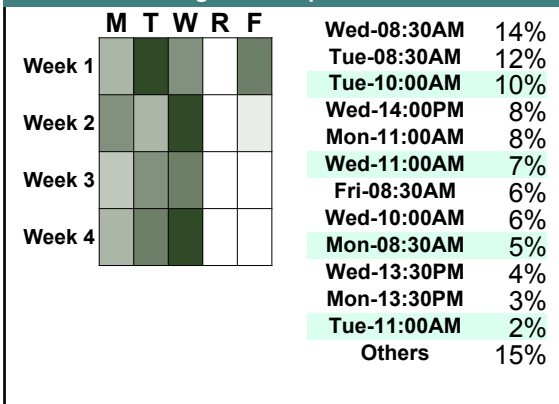 M T W R F
Week 1
Week 2
Week 3
Week 4
Wed-08:30AM 14%
Tue-08:30AM 12%
Tue-10:00AM 10%
Wed-14:00PM 8%
Mon-11:00AM 8%
Wed-11:00AM 7%
Fri-08:30AM 6%
Wed-10:00AM 6%
Mon-08:30AM 5%
Wed-13:30PM 4%
Mon-13:30PM 3%
Tue-11:00AM 2%
Others 15%